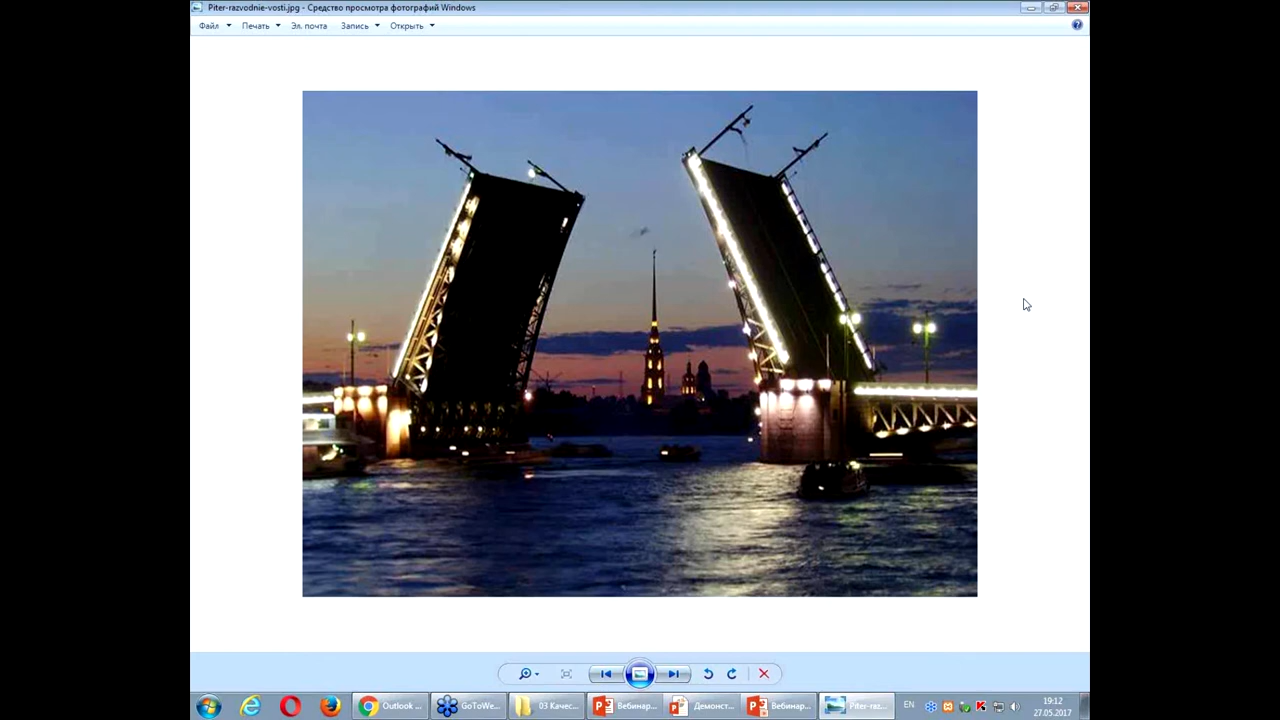 Piter-razvodnie-vosti.jpg - Средство просмотра фотографий Windows
Файл Печать Эл. почта Запись Открыть
Outlook ...
GoToWe...
03 Качес...
Вебинар...
Демонст...
Вебинар...
Piter-raz...
EN
19:12
27.05.2017